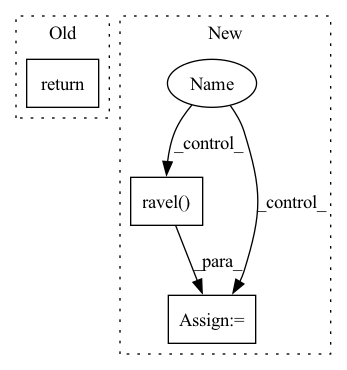 Old
New
return
Name
_control_
ravel()
_control_
_para_
Assign:=